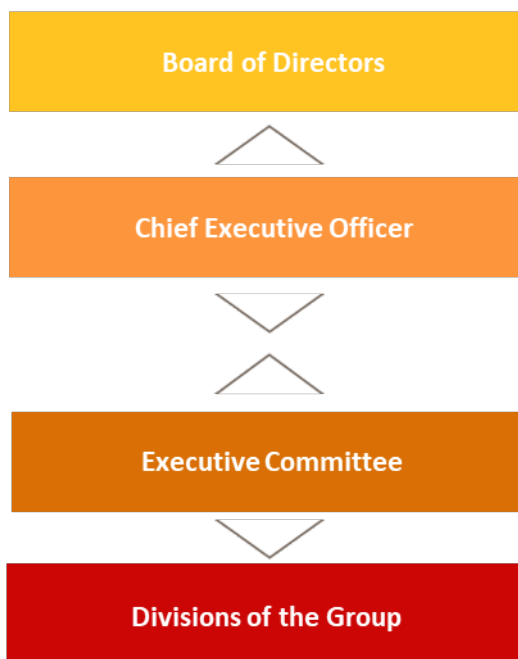 Board of Directors
Chief Executive Officer
Executive Committee
Divisions of the Group